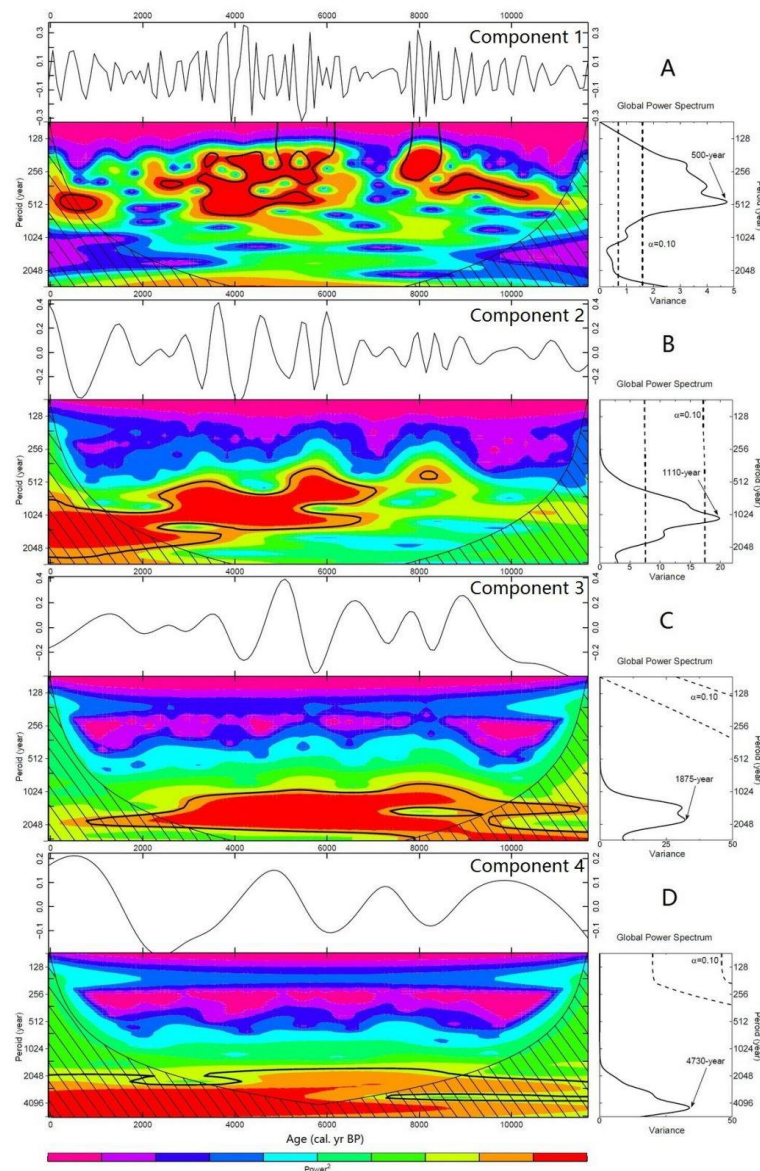 Component 1
A
0.3
0.1
-0.1
-0.3
0.3
0.1
-0.1
-0.3
0 2000 4000 6000 8000 10000
Global Power Spectrum
Peroid (year)
128
256
512
1024
2048
500-year
α=0.10
128
256
512
1024
2048
Peroid (year)
0 2000 4000 6000 8000 10000
0 1 2 3 4 5
Variance
Component 2
B
0.4
0.2
0.0
-0.2
0.4
0.2
0.0
-0.2
Global Power Spectrum
Peroid (year)
128
256
512
1024
2048
α=0.10
1110-year
128
256
512
1024
2048
Peroid (year)
0 2000 4000 6000 8000 10000
0 5 10 15 20
Variance
Component 3
C
0.4
0.2
0.0
-0.2
0.4
0.2
0.0
-0.2
Global Power Spectrum
Peroid (year)
128
256
512
1024
2048
α=0.10
1875-year
128
256
512
1024
2048
Peroid (year)
0 2000 4000 6000 8000 10000
0 25 50
Variance
Component 4
D
0.2
0.1
-0.1
0.2
0.1
-0.1
Global Power Spectrum
Peroid (year)
128
256
512
1024
2048
4096
α=0.10
4730-year
128
256
512
1024
2048
4096
Peroid (year)
0 2000 4000 6000 8000 10000
0 25 50
Age (cal. yr BP)
Variance
Power²